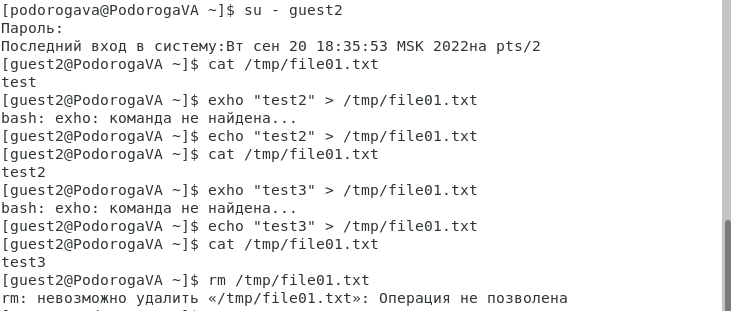 [podorogava@PodorogaVA ~]$ su - guest2
Пароль:
Последний вход в систему:Вт сен 20 18:35:53 MSK 2022на pts/2
[guest2@PodorogaVA ~]$ cat /tmp/file01.txt
test
[guest2@PodorogaVA ~]$ exho "test2" > /tmp/file01.txt
bash: exho: команда не найдена...
[guest2@PodorogaVA ~]$ echo "test2" > /tmp/file01.txt
[guest2@PodorogaVA ~]$ cat /tmp/file01.txt
test2
[guest2@PodorogaVA ~]$ exho "test3" > /tmp/file01.txt
bash: exho: команда не найдена...
[guest2@PodorogaVA ~]$ echo "test3" > /tmp/file01.txt
[guest2@PodorogaVA ~]$ cat /tmp/file01.txt
test3
[guest2@PodorogaVA ~]$ rm /tmp/file01.txt
rm: невозможно удалить «/tmp/file01.txt»: Операция не позволена